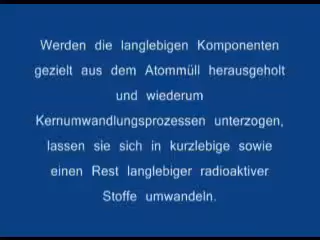 Werden die langlebigen Komponenten
gezielt aus dem Atommüll herausgeholt
und wiederum
Kernumwandlungsprozessen unterzogen,
lassen sie sich in kurzlebige sowie
einen Rest langlebiger radioaktiver
Stoffe umwandeln.